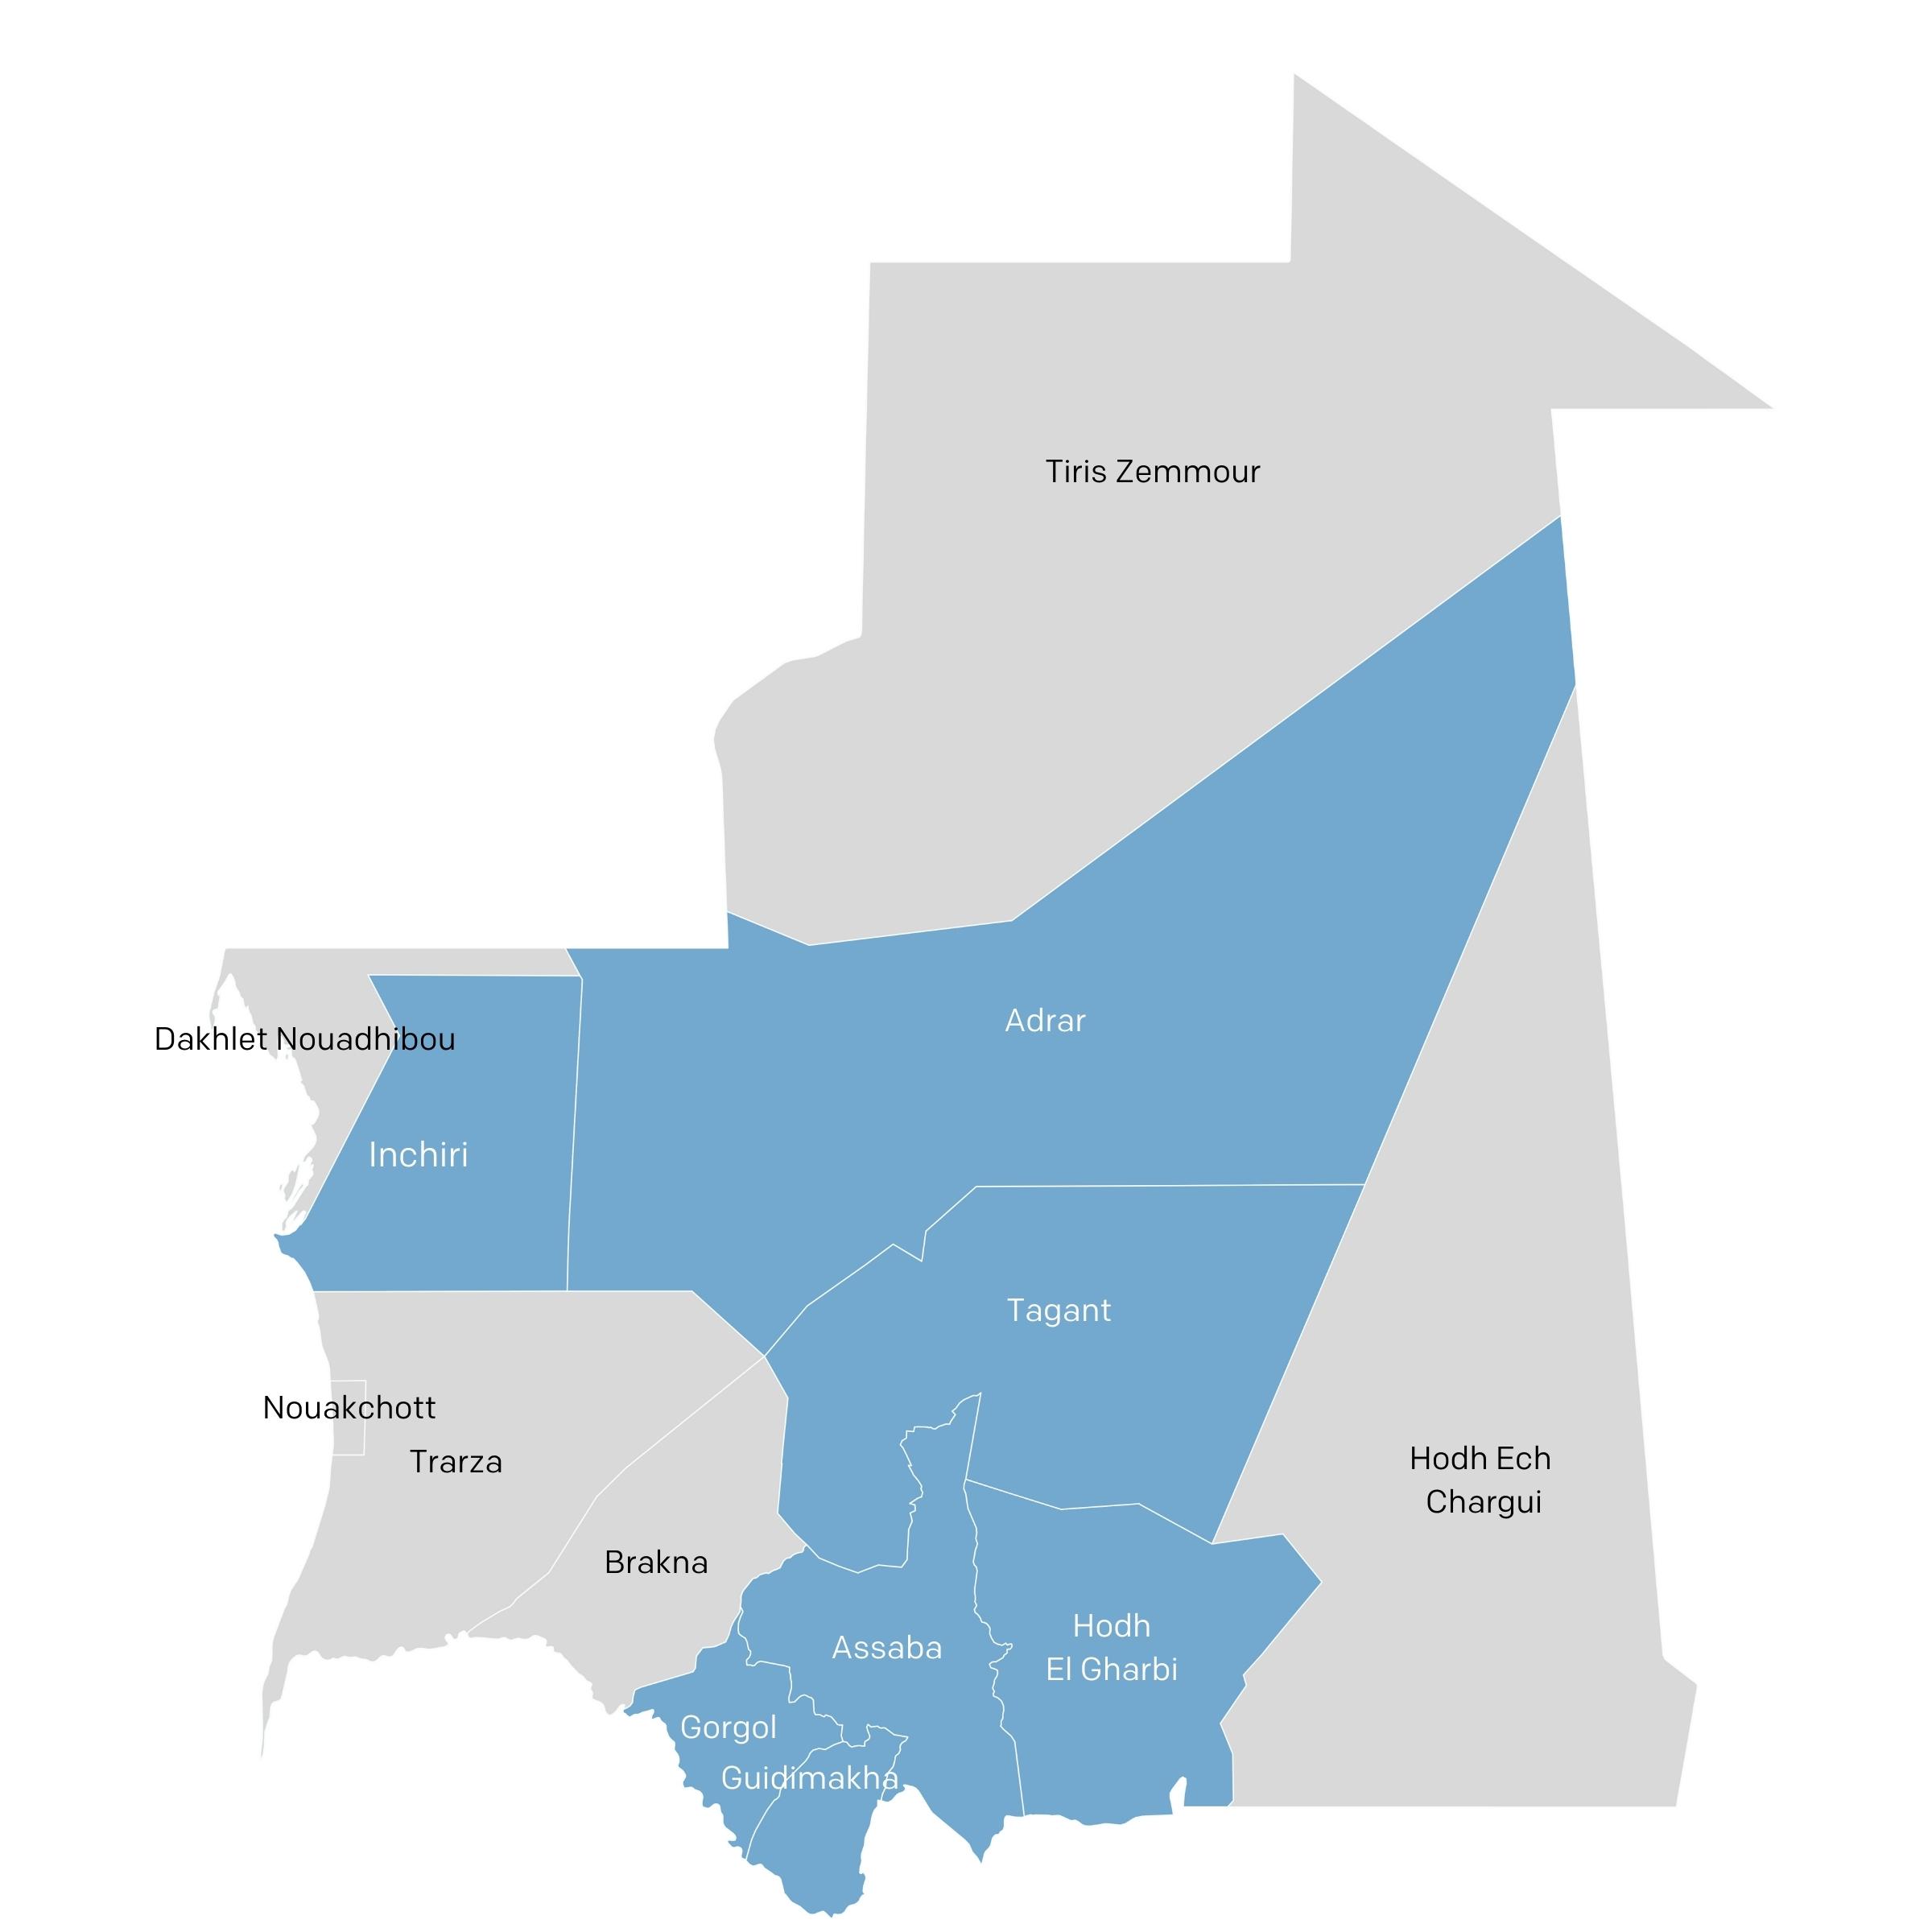 Tiris Zemmour
Adrar
Dakhlet Nouadhibou
Inchiri
Tagant
Nouakchott
Trarza
Hodh Ech
Chargui
Brakna
Assaba
Hodh
El Gharbi
Gorgol
Guidimakha